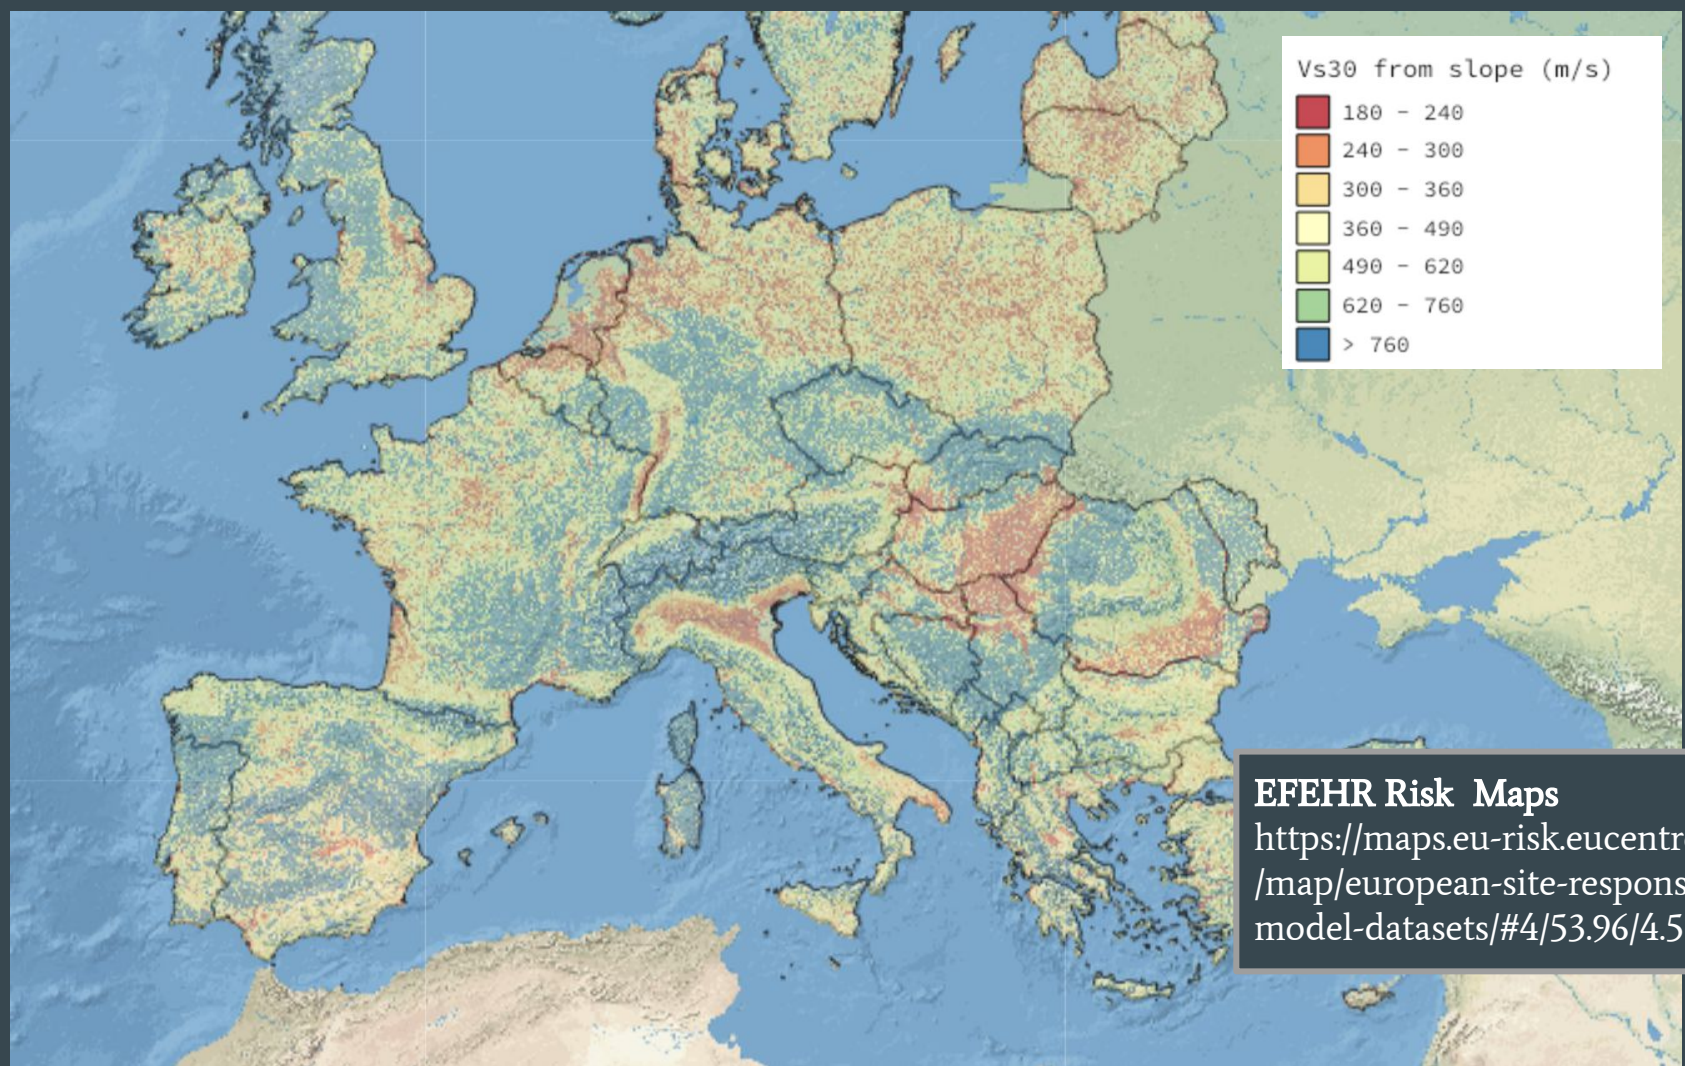 Vs30 from slope (m/s)
180 - 240
240 - 300
300 - 360
360 - 490
490 - 620
620 - 760
> 760
EFEHR Risk Maps
https://maps.eu-risk.eucentr
/map/european-site-respons
model-datasets/#4/53.96/4.5